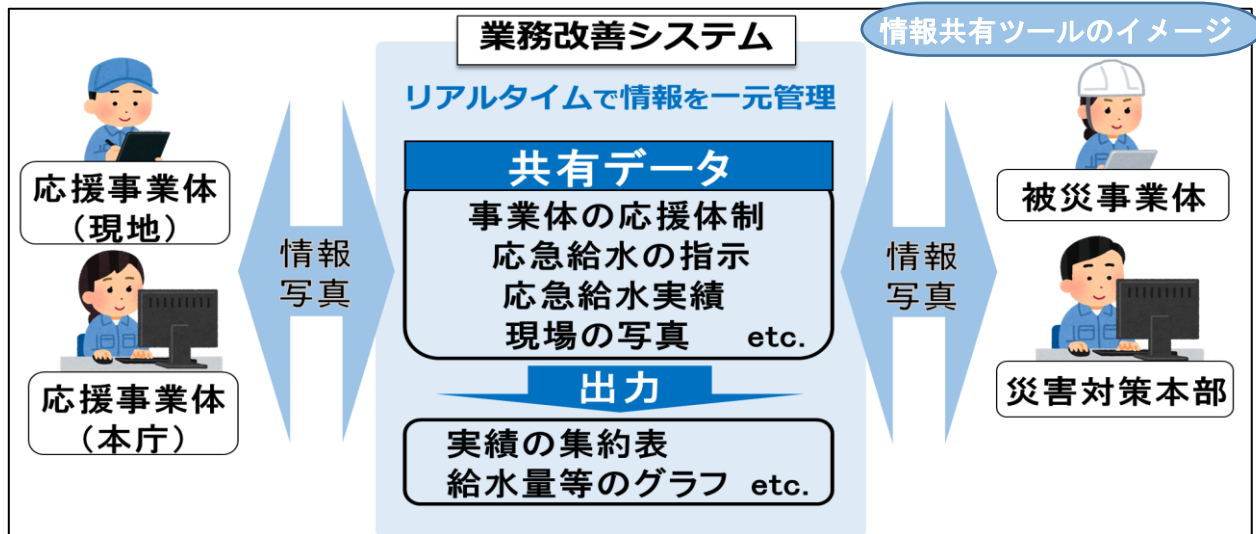 情報共有ツールのイメージ
業務改善システム
リアルタイムで情報を一元管理
応援事業体
(現地)
応援事業体
(本庁)
情報
写真
共有データ
事業体の応援体制
応急給水の指示
応急給水実績
現場の写真 etc.
出力
実績の集約表
給水量等のグラフ etc.
情報
写真
被災事業体
災害対策本部